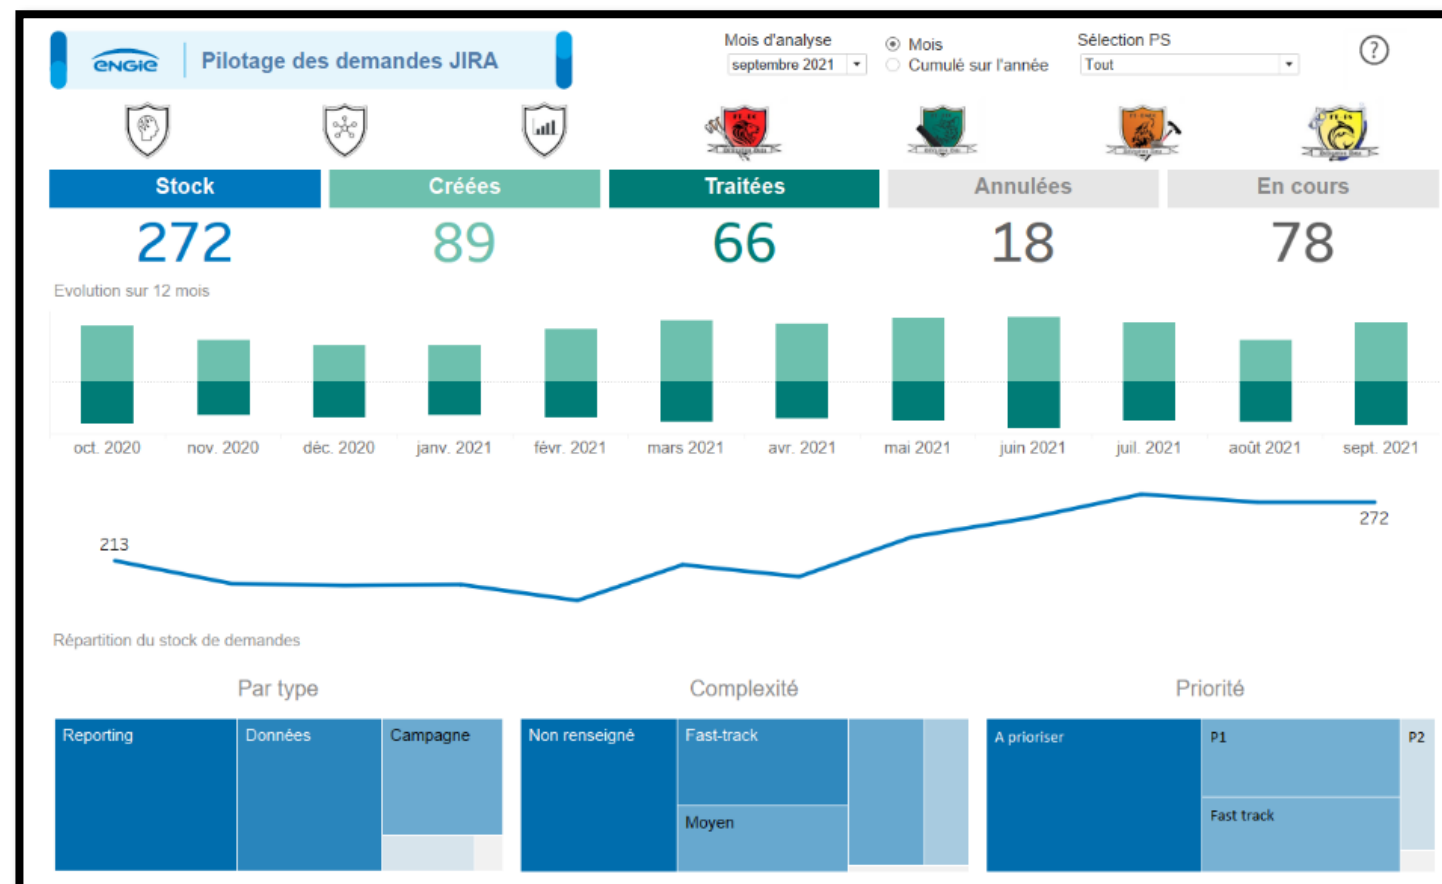 ENGIE
Pilotage des demandes JIRA
Mois d'analyse
septembre 2021
Mois
Cumulé sur l'année
Sélection PS
Tout
?
Stock
Créées
Traitées
Annulées
En cours
272
89
66
18
78
Evolution sur 12 mois
oct. 2020
nov. 2020
déc. 2020
janv. 2021
févr. 2021
mars 2021
avr. 2021
mai 2021
juin 2021
juil. 2021
août 2021
sept. 2021
213
272
Répartition du stock de demandes
Par type
Complexité
Priorité
Reporting
Données
Campagne
Non renseigné
Fast-track
Moyen
A prioriser
P1
Fast track
P2